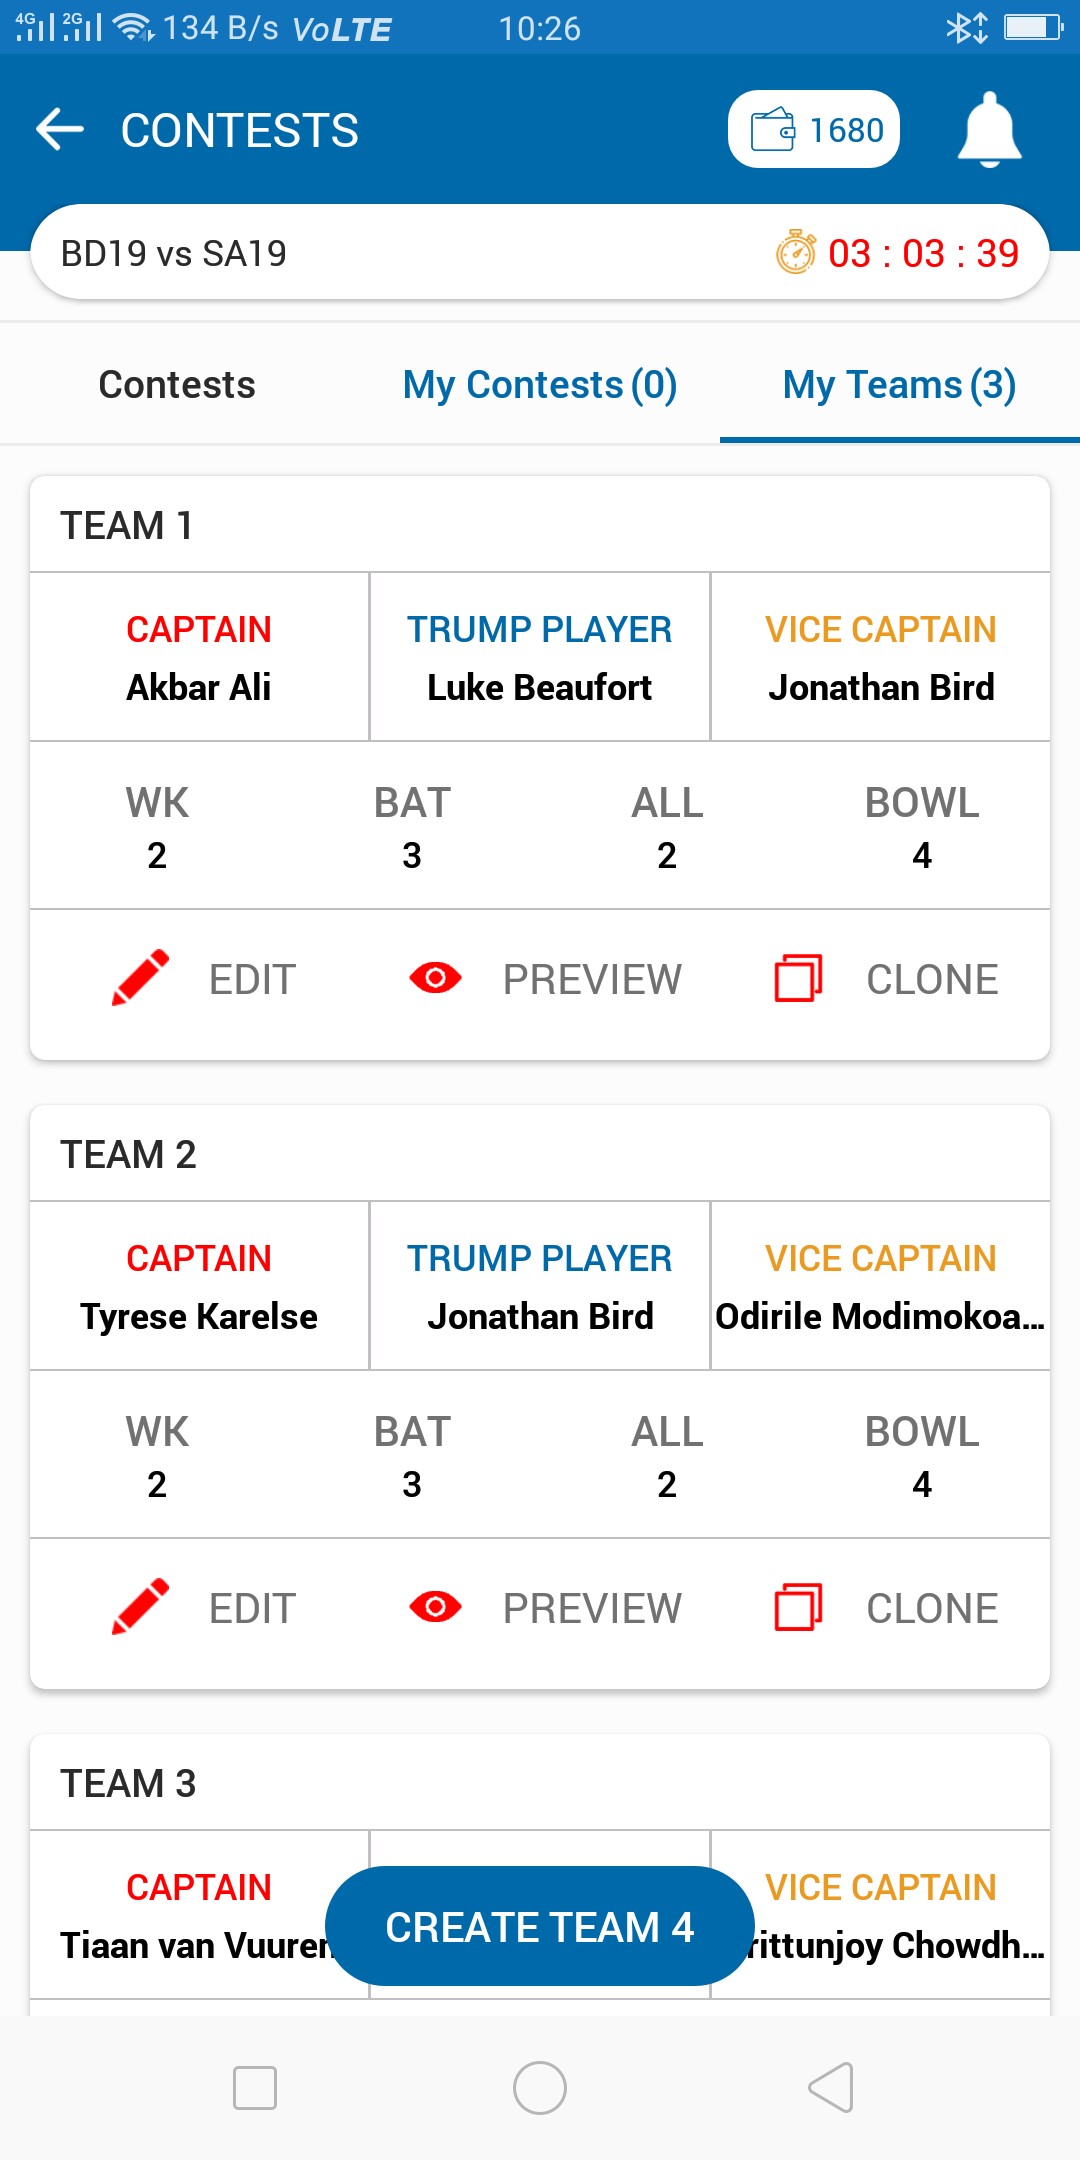 4G 2G 134 B/s VoLTE 10:26
CONTESTS 1680
BD19 vs SA19 03 : 03 : 39
Contests My Contests (0) My Teams (3)
TEAM 1
CAPTAIN TRUMP PLAYER VICE CAPTAIN
Akbar Ali Luke Beaufort Jonathan Bird
WK BAT ALL BOWL
2 3 2 4
EDIT PREVIEW CLONE
TEAM 2
CAPTAIN TRUMP PLAYER VICE CAPTAIN
Tyrese Karelse Jonathan Bird Odirile Modimokoa...
WK BAT ALL BOWL
2 3 2 4
EDIT PREVIEW CLONE
TEAM 3
CAPTAIN VICE CAPTAIN
CREATE TEAM 4
Tiaan van Vuuren Chowdh...